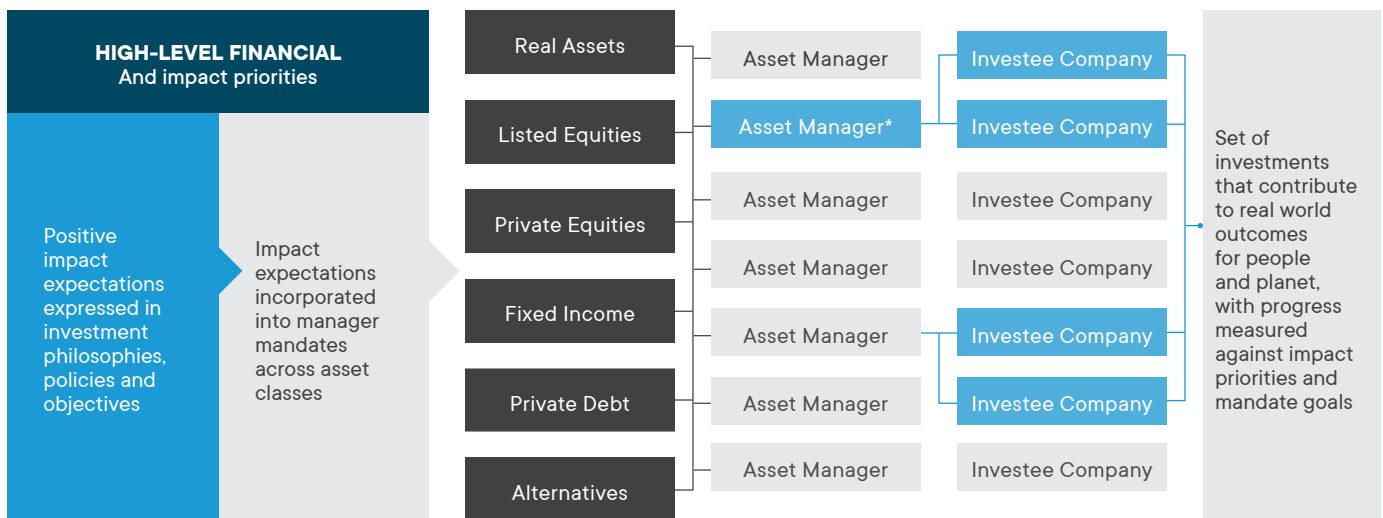 HIGH-LEVEL FINANCIAL
And impact priorities
Positive
impact
expectations
expressed in
investment
philosophies,
policies and
objectives
Impact
expectations
incorporated
into manager
mandates
across asset
classes
Real Assets
Listed Equities
Private Equities
Fixed Income
Private Debt
Alternatives
Asset Manager
Asset Manager*
Asset Manager
Asset Manager
Asset Manager
Asset Manager
Asset Manager
Investee Company
Investee Company
Investee Company
Investee Company
Investee Company
Investee Company
Investee Company
Set of
investments
that contribute
to real world
outcomes
for people
and planet,
with progress
measured
against impact
priorities and
mandate goals